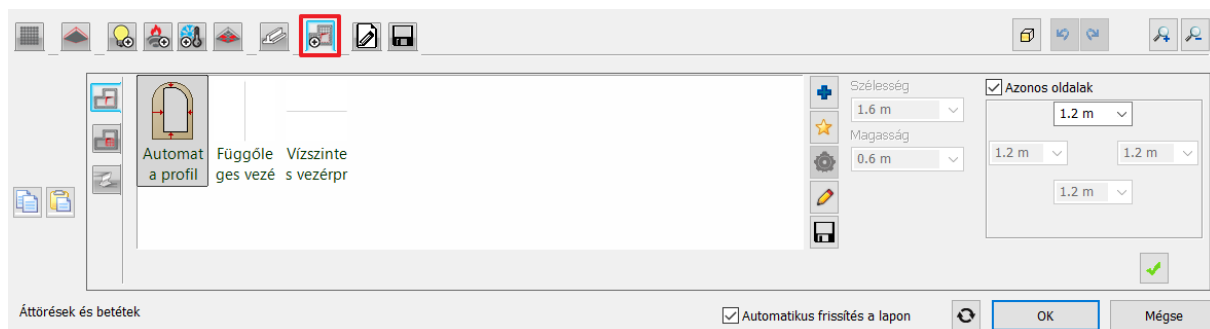 Szélesség
Azonos oldalak
1.6 m
1.2 m
Magasság
Automat
a profil
Függőle
ges vezé
Vízszinte
s vezérpr
0.6 m
1.2 m
1.2 m
1.2 m
Áttörések és betétek
Automatikus frissítés a lapon
OK
Mégse